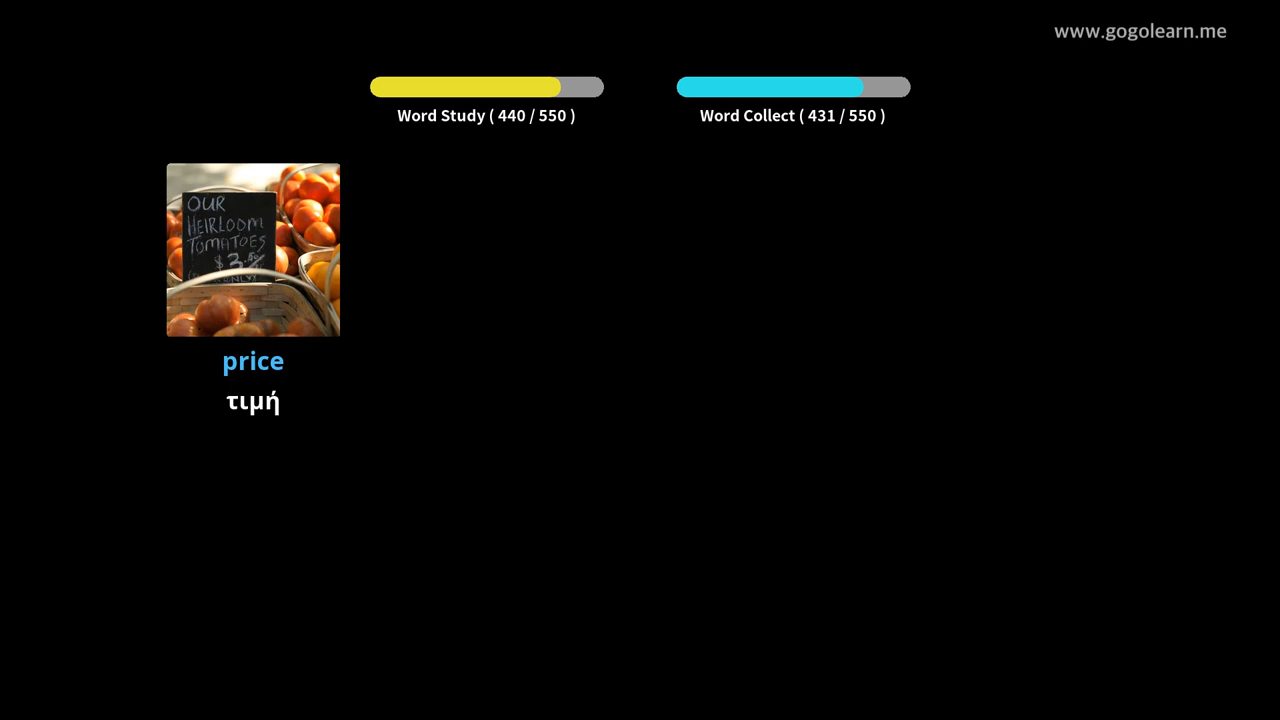 www.gogolearn.me
Word Study ( 440 / 550 )
Word Collect ( 431 / 550 )
OUR
HEIRLOOM
TOMATOES
price
τιμή